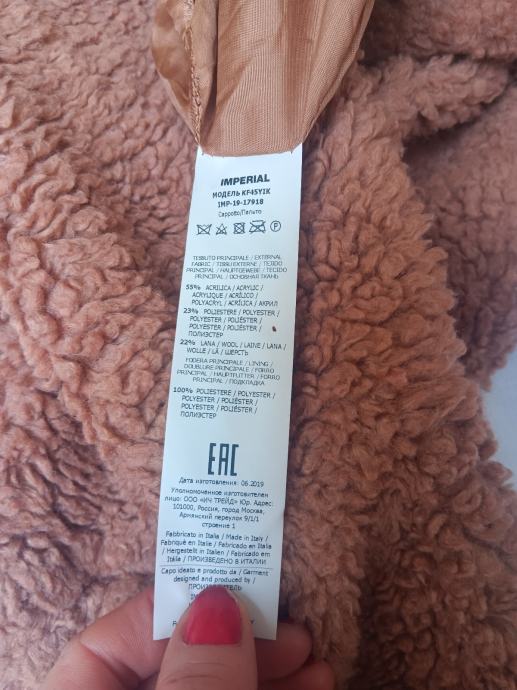 IMPERIAL
МОДЕЛЬ KF45YIK
IMP-19-17918
Cappotto/Пальто
TESSUTO PRINCIPALE / EXTERNAL
FABRIC / TISSU EXTERNE / TEJIDO
PRINCIPAL / HAUPTGEWEBE / TECIDO
PRINCIPAL / ОСНОВНАЯ ТКАНЬ
55% ACRILICA / ACRYLIC /
ACRYLIQUE / ACRÍLICO /
POLYACRYL / ACRÍLICA / АКРИЛ
23% POLIESTERE / POLYESTER /
POLYESTER / POLIÉSTER /
POLYESTER / POLIÉSTER /
ПОЛИЭСТЕР
22% LANA / WOOL / LAINE / LANA /
WOLLE / LÃ / ШЕРСТЬ
FODERA PRINCIPALE / LINING /
DOUBLURE PRINCIPALE / FORRO
PRINCIPAL / HAUPTFUTTER / FORRO
PRINCIPAL / ПОДКЛАДКА
100% POLIESTERE / POLYESTER /
POLYESTER / POLIÉSTER /
POLYESTER / POLIÉSTER /
ПОЛИЭСТЕР
EAC
Дата изготовления: 06.2019
Уполномоченное изготовителен
лицо: ООО «ИЧ ТРЕЙД» Юр. Адрес:
101000, Россия, город Москва,
Армянский переулок 9/1/1
строение 1
Fabbricato in Italia / Made in Italy /
Fabriqué en Italie / Fabricado en Italia
/ Hergestellt in Italien / Fabricado em
Itália / ПРОИЗВЕДЕНО В ИТАЛИИ
Capo ideato e prodotto da / Garment
designed and produced by /